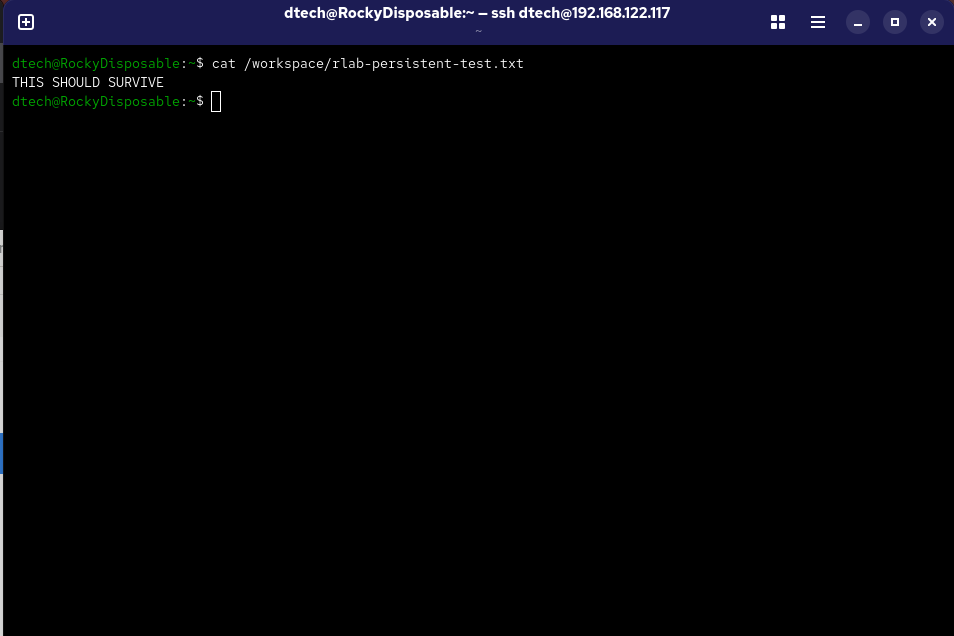 dtech@RockyDisposable:~ — ssh dtech@192.168.122.117
~
dtech@RockyDisposable:~$ cat /workspace/rlab-persistent-test.txt
THIS SHOULD SURVIVE
dtech@RockyDisposable:~$